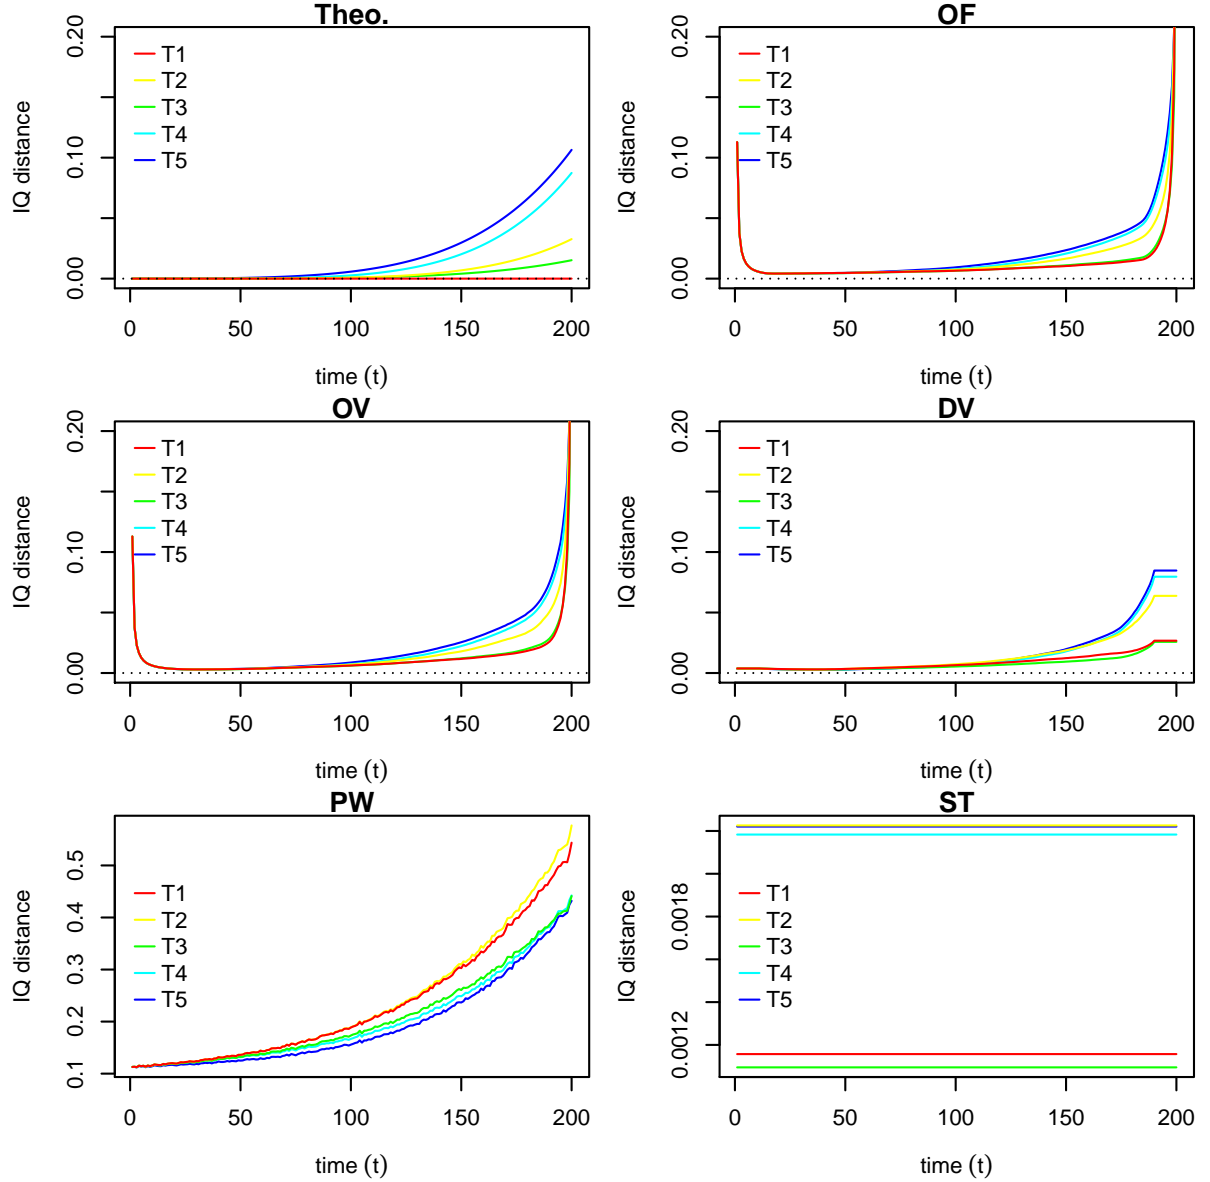 Theo.
IQ distance
0.00 0.10 0.20
T1
T2
T3
T4
T5
0 50 100 150 200
time (t)
OF
IQ distance
0.00 0.10 0.20
T1
T2
T3
T4
T5
0 50 100 150 200
time (t)
OV
IQ distance
0.00 0.10 0.20
T1
T2
T3
T4
T5
0 50 100 150 200
time (t)
DV
IQ distance
0.00 0.10 0.20
T1
T2
T3
T4
T5
0 50 100 150 200
time (t)
PW
IQ distance
0.1 0.2 0.3 0.4 0.5
T1
T2
T3
T4
T5
0 50 100 150 200
time (t)
ST
IQ distance
0.0012 0.0018
T1
T2
T3
T4
T5
0 50 100 150 200
time (t)